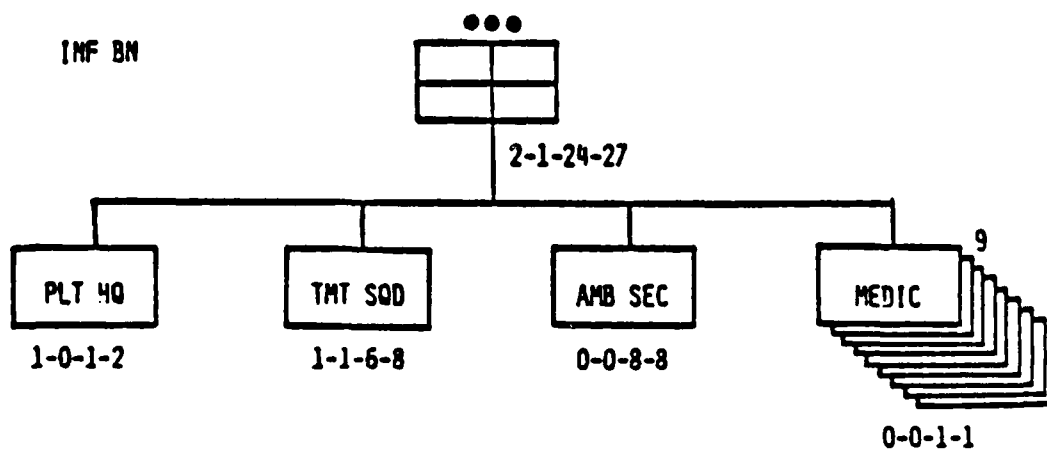 INF BN
2-1-24-27
9
PLT HQ
TMT SQD
AMB SEC
MEDIC
1-0-1-2
1-1-6-8
0-0-8-8
0-0-1-1